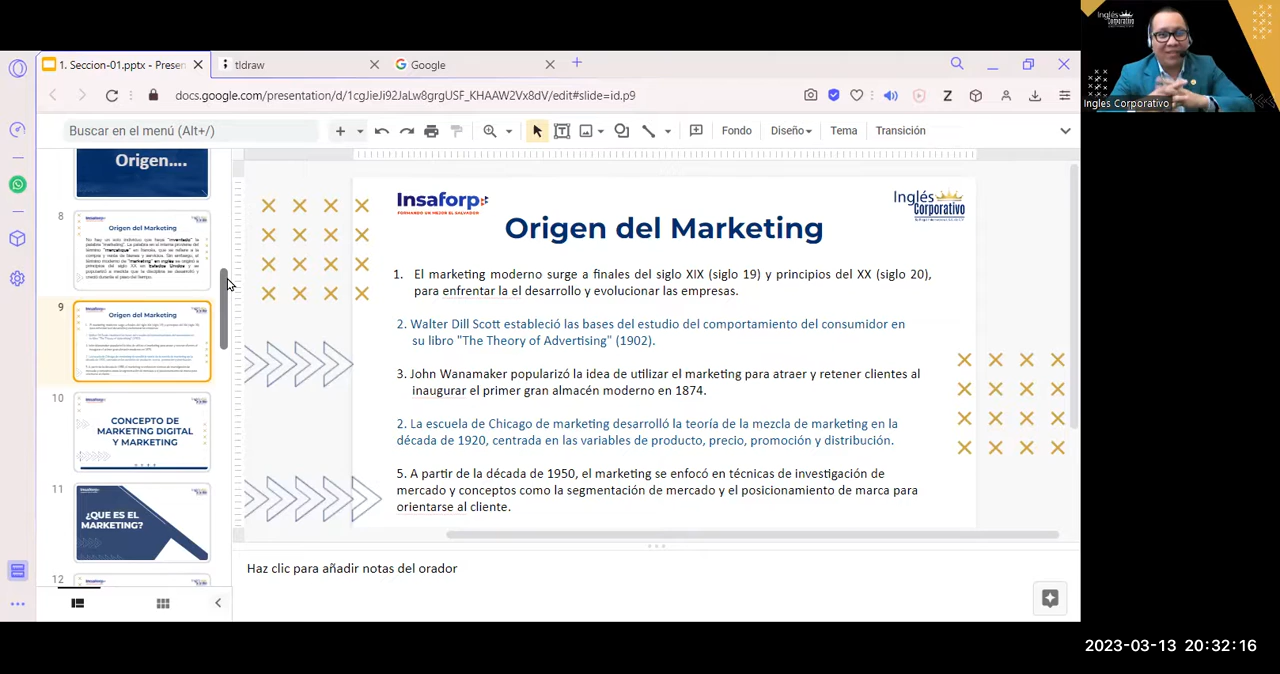 Inglés
Corporativo
Ingles Corporativo
1. Seccion-01.pptx - Presen
tldraw
Google
docs.google.com/presentation/d/1cgJieJi92laLw8grgUSF_KHAAW2Vx8dV/edit#slide=id.p9
Buscar en el menú (Alt+/)
Fondo
Diseño
Tema
Transición
Origen....
8
Origen del Marketing
9
Origen del Marketing
10
CONCEPTO DE
MARKETING DIGITAL
Y MARKETING
11
¿QUE ES EL
MARKETING?
12
Insaforp
FORMANDO UN MEJOR EL SALVADOR
Inglés
Corporativo
Origen del Marketing
1. El marketing moderno surge a finales del siglo XIX (siglo 19) y principios del XX (siglo 20),
para enfrentar la el desarrollo y evolucionar las empresas.
2. Walter Dill Scott estableció las bases del estudio del comportamiento del consumidor en
su libro "The Theory of Advertising" (1902).
3. John Wanamaker popularizó la idea de utilizar el marketing para atraer y retener clientes al
inaugurar el primer gran almacén moderno en 1874.
2. La escuela de Chicago de marketing desarrolló la teoría de la mezcla de marketing en la
década de 1920, centrada en las variables de producto, precio, promoción y distribución.
5. A partir de la década de 1950, el marketing se enfocó en técnicas de investigación de
mercado y conceptos como la segmentación de mercado y el posicionamiento de marca para
orientarse al cliente.
Haz clic para añadir notas del orador
2023-03-13 20:32:16